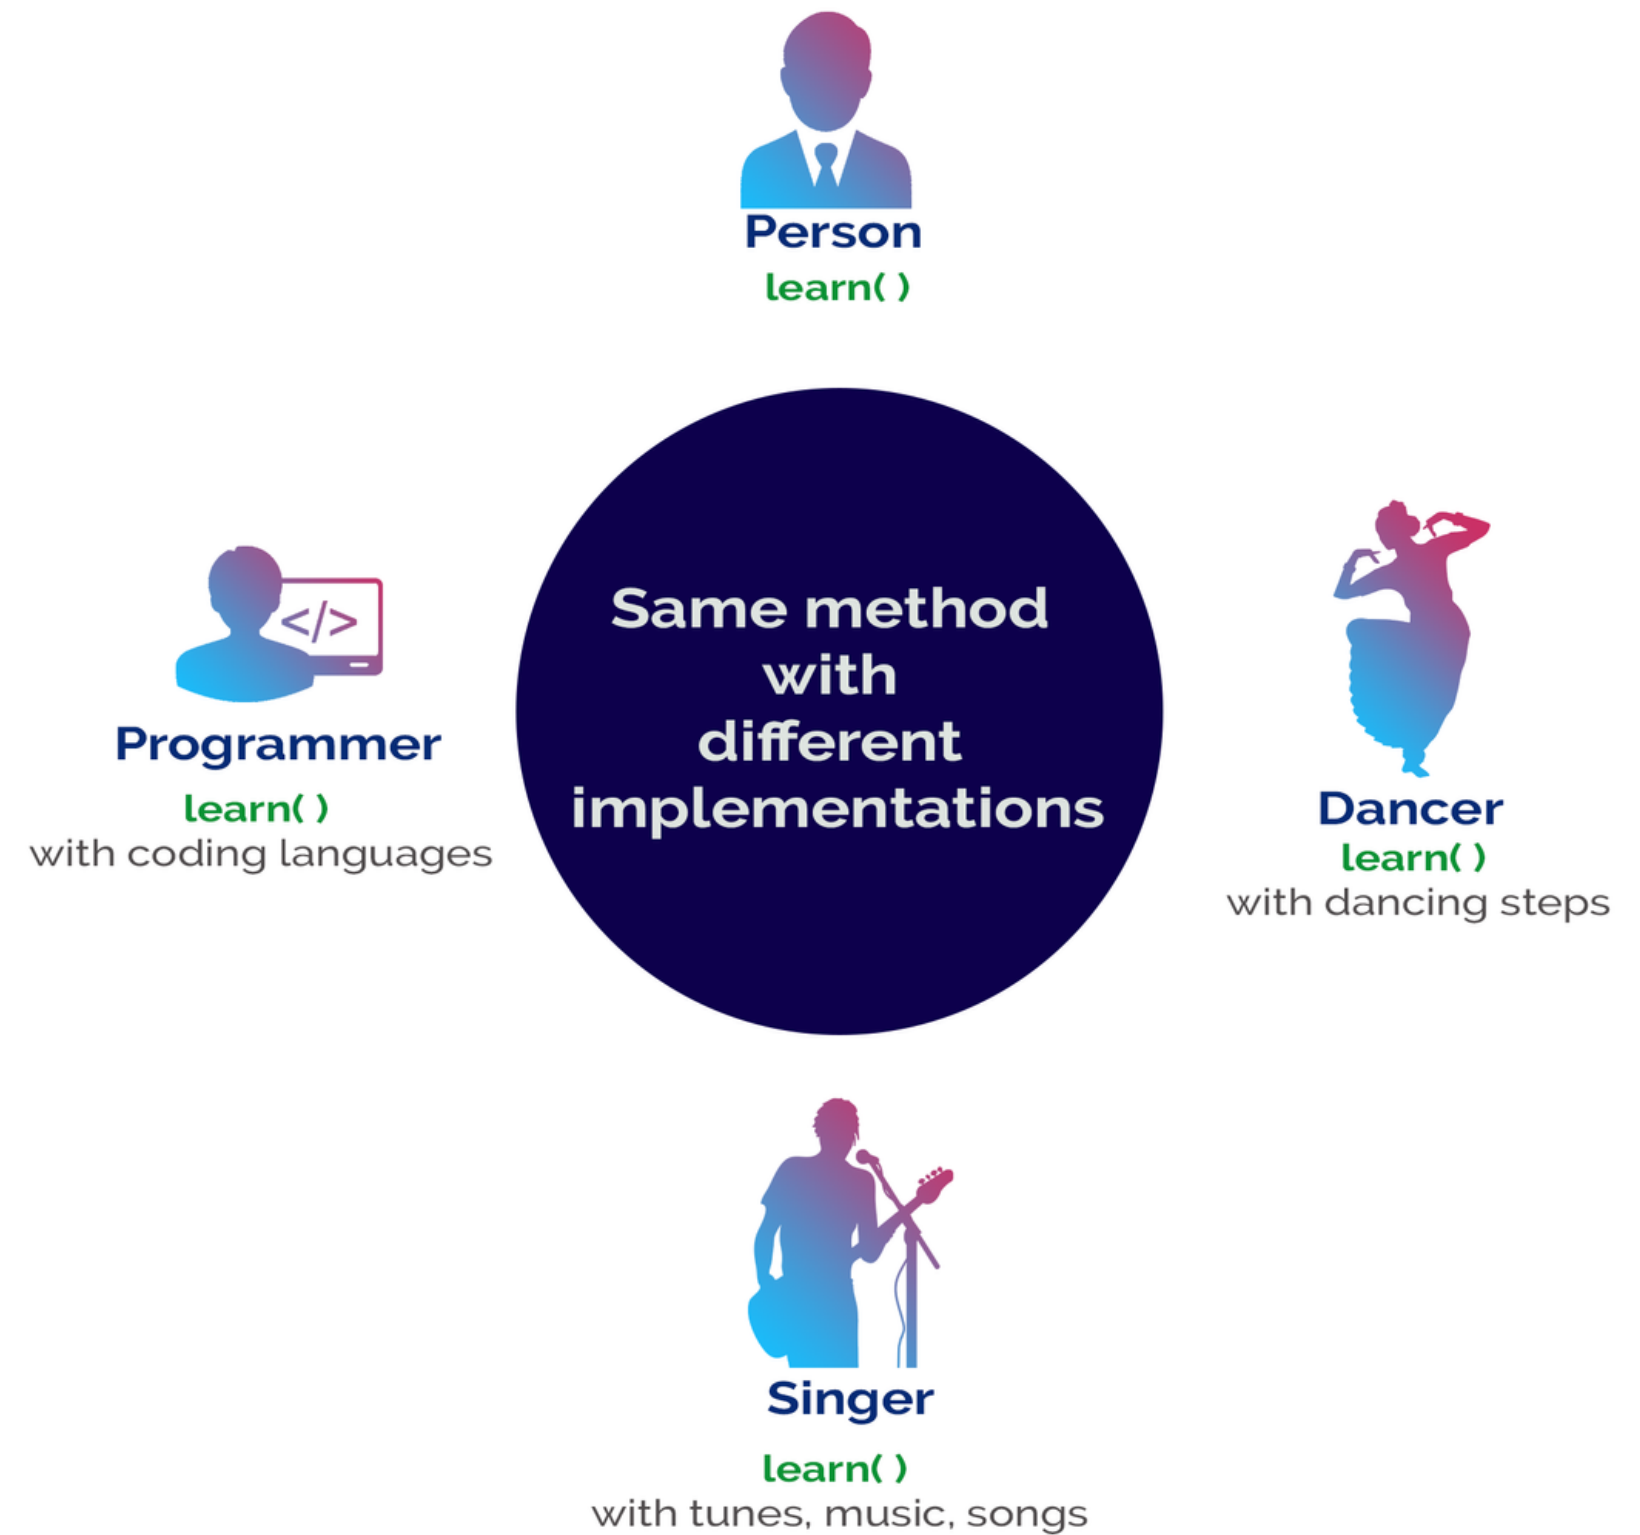 Person
learn( )
Same method
with
different
implementations
</>
Programmer
learn( )
with coding languages
Dancer
learn( )
with dancing steps
Singer
learn( )
with tunes, music, songs